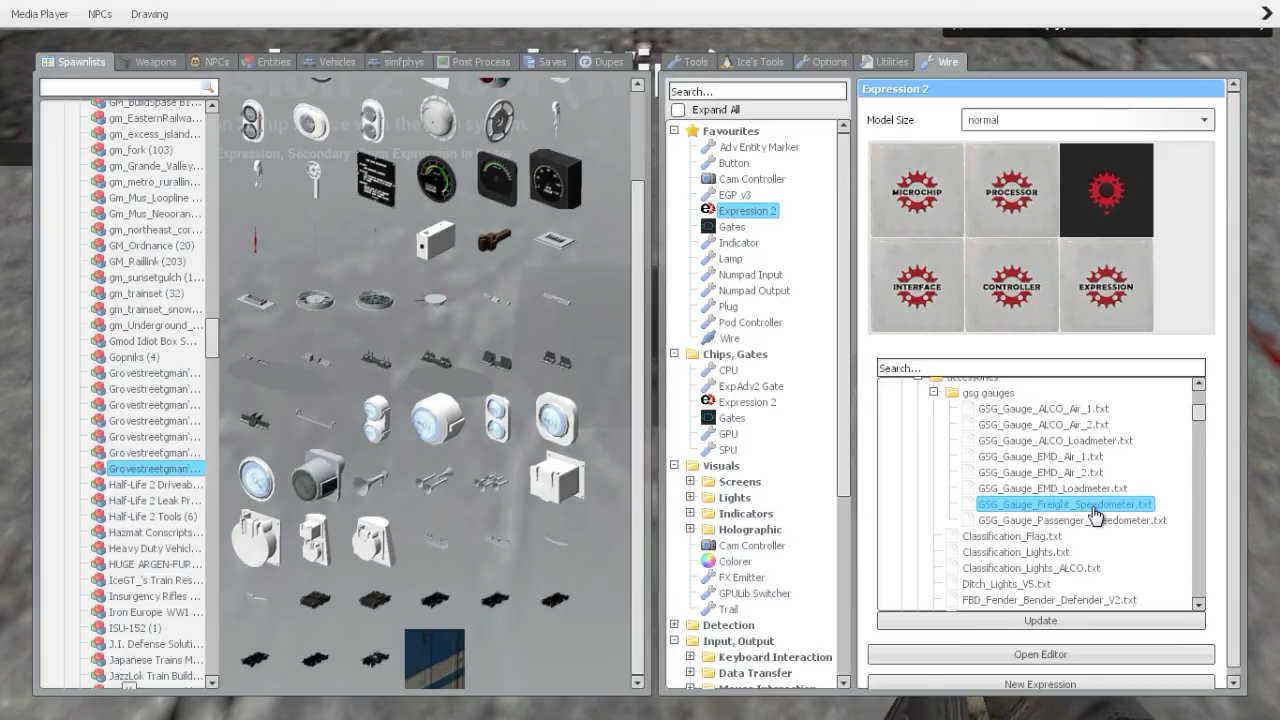 Media Player NPCs Drawing
Spawnlists Weapons NPCs Entities Vehicles simfphys Post Process Saves Dupes
GM_BuildSpace B1...
gm_EasternRailwa...
gm_excess_island...
gm_fork (103)
gm_Grande_Valley...
gm_metro_rurallin...
GM_Mus_Loopline ...
Gm_Mus_Neooran...
gm_northeast_cor...
GM_Ordnance (20)
GM_Raillink (203)
gm_sunsetgulch (1...
gm_trainset (32)
gm_trainset_snow...
gm_Underground_...
Gmod Idiot Box S...
Gopniks (4)
Grovestreetgman'...
Grovestreetgman'...
Grovestreetgman'...
Grovestreetgman'...
Grovestreetgman'...
Grovestreetgman'...
Grovestreetgman'...
Half-Life 2 Driveab...
Half-Life 2 Leak Pr...
Half-Life 2 Tools (6)
Hazmat Conscripts...
Heavy Duty Vehicl...
HUGE ARGEN-FUR...
IceGT_'s Train Res...
Insurgency Rifles ...
Iron Europe WW1 ...
ISU-152 (1)
J.I. Defense Soluti...
Japanese Trains M...
JazzLok Train Build...
Tools Ice's Tools Options Utilities Wire
Search...
Expand All
Favourites
Adv Entity Marker
Button
Cam Controller
EGP v3
Expression 2
Gates
Indicator
Lamp
Numpad Input
Numpad Output
Plug
Pod Controller
Wire
Chips, Gates
CPU
ExpAdv2 Gate
Expression 2
Gates
GPU
SPU
Visuals
Screens
Lights
Indicators
Holographic
Cam Controller
Colorer
FX Emitter
GPULib Switcher
Trail
Detection
Input, Output
Keyboard Interaction
Data Transfer
Expression 2
Model Size normal
MICROCHIP PROCESSOR
INTERFACE CONTROLLER EXPRESSION
Search...
accessories
gsg gauges
GSG_Gauge_ALCO_Air_1.txt
GSG_Gauge_ALCO_Air_2.txt
GSG_Gauge_ALCO_Loadmeter.txt
GSG_Gauge_EMD_Air_1.txt
GSG_Gauge_EMD_Air_2.txt
GSG_Gauge_EMD_Loadmeter.txt
GSG_Gauge_Freight_Speedometer.txt
GSG_Gauge_Passenger_Speedometer.txt
Classification_Flag.txt
Classification_Lights.txt
Classification_Lights_ALCO.txt
Ditch_Lights_V5.txt
FBD_Fender_Bender_Defender_V2.txt
Update
Open Editor
New Expression